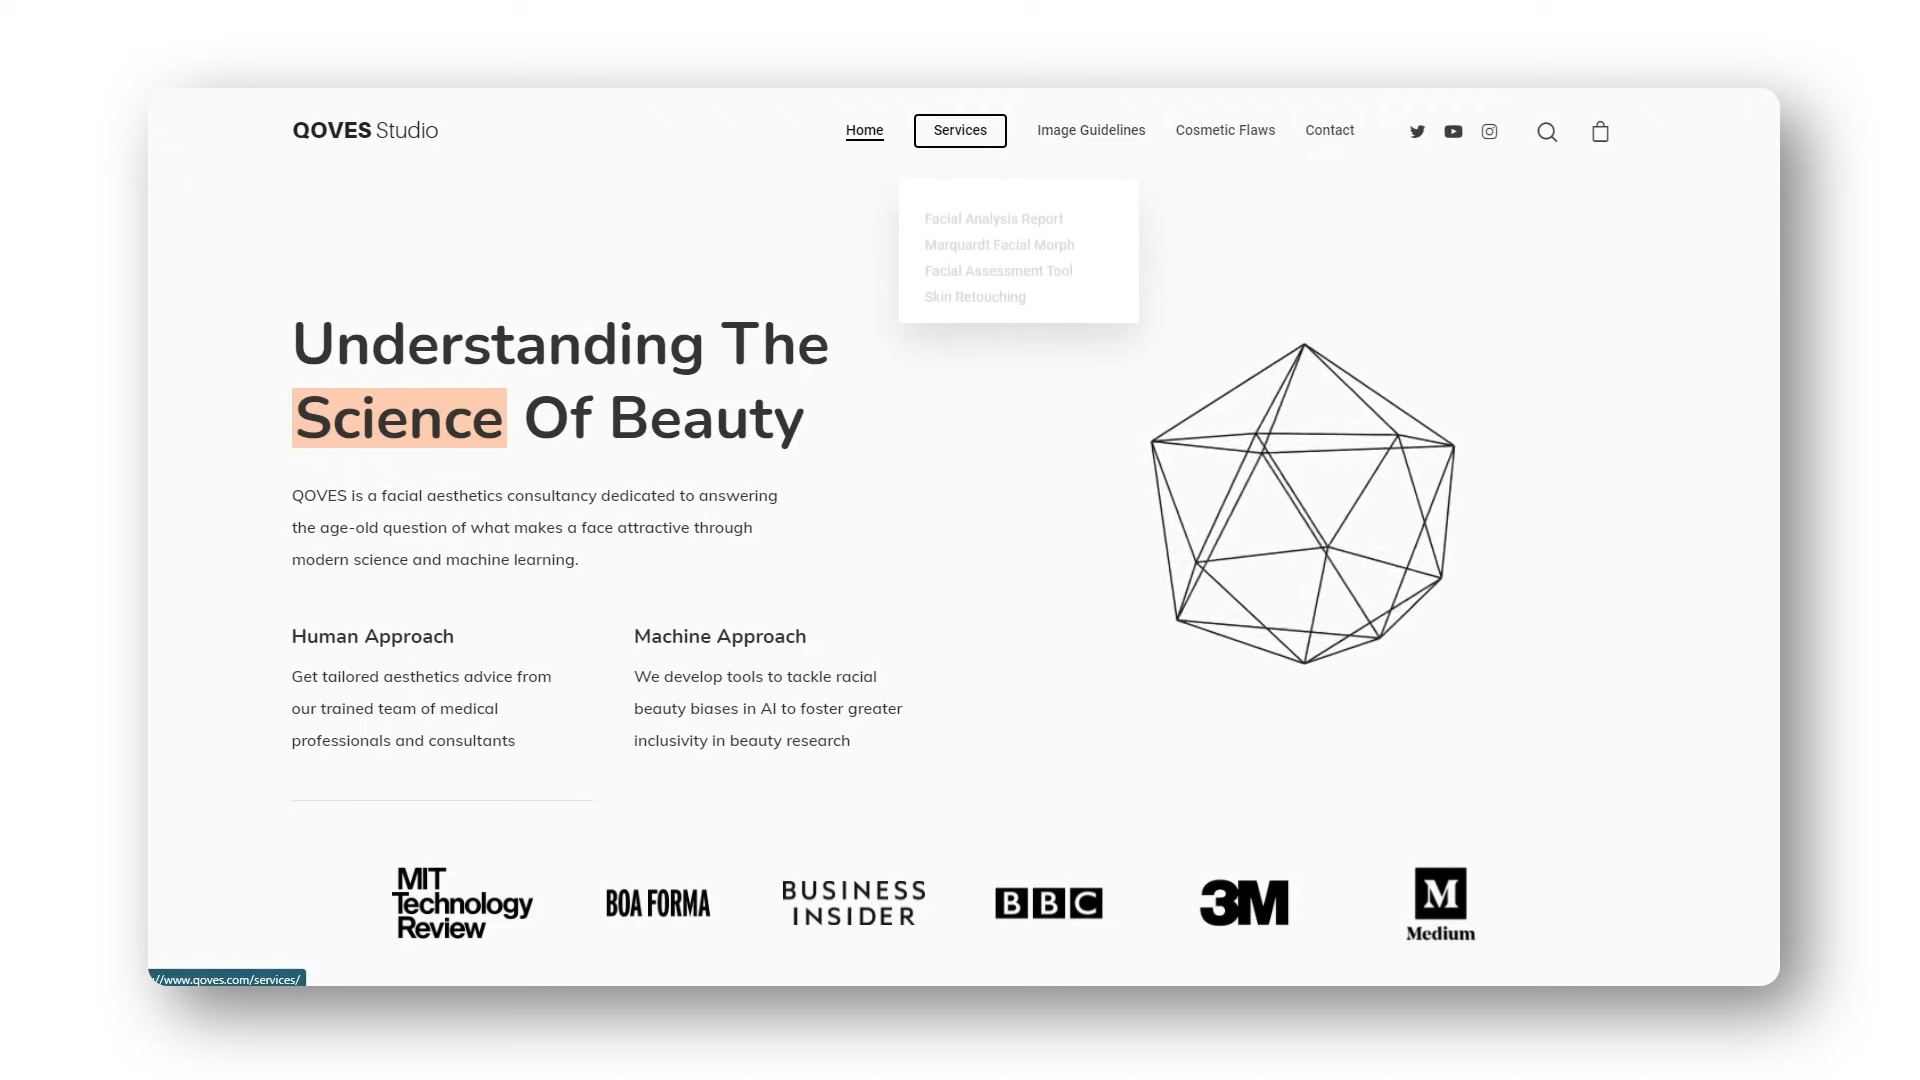 QOVES Studio
Home
Services
Image Guidelines
Cosmetic Flaws
Contact
Facial Analysis Report
Marquardt Facial Morph
Facial Assessment Tool
Skin Retouching
Understanding The
Science Of Beauty
QOVES is a facial aesthetics consultancy dedicated to answering
the age-old question of what makes a face attractive through
modern science and machine learning.
Human Approach
Get tailored aesthetics advice from
our trained team of medical
professionals and consultants
Machine Approach
We develop tools to tackle racial
beauty biases in AI to foster greater
inclusivity in beauty research
MIT
Technology
Review
BOA FORMA
BUSINESS
INSIDER
BBC
3M
M
Medium
//www.qoves.com/services/